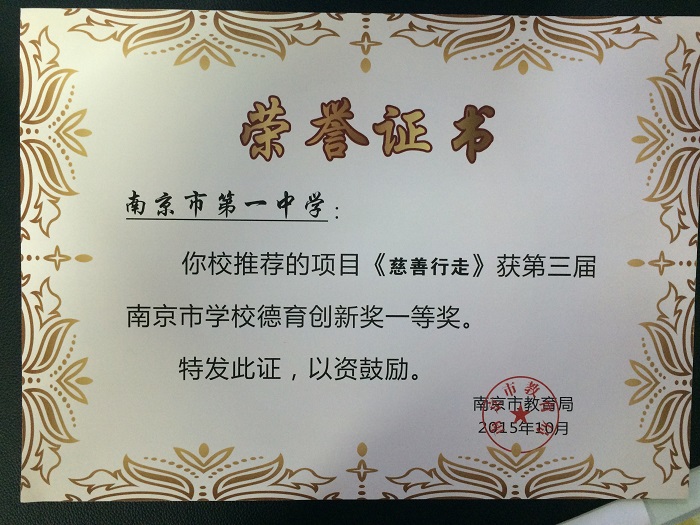 荣誉证书
南京市第一中学：
你校推荐的项目《慈善行走》获第三届
南京市学校德育创新奖一等奖。
特发此证，以资鼓励。
南京市教育局
2015年10月